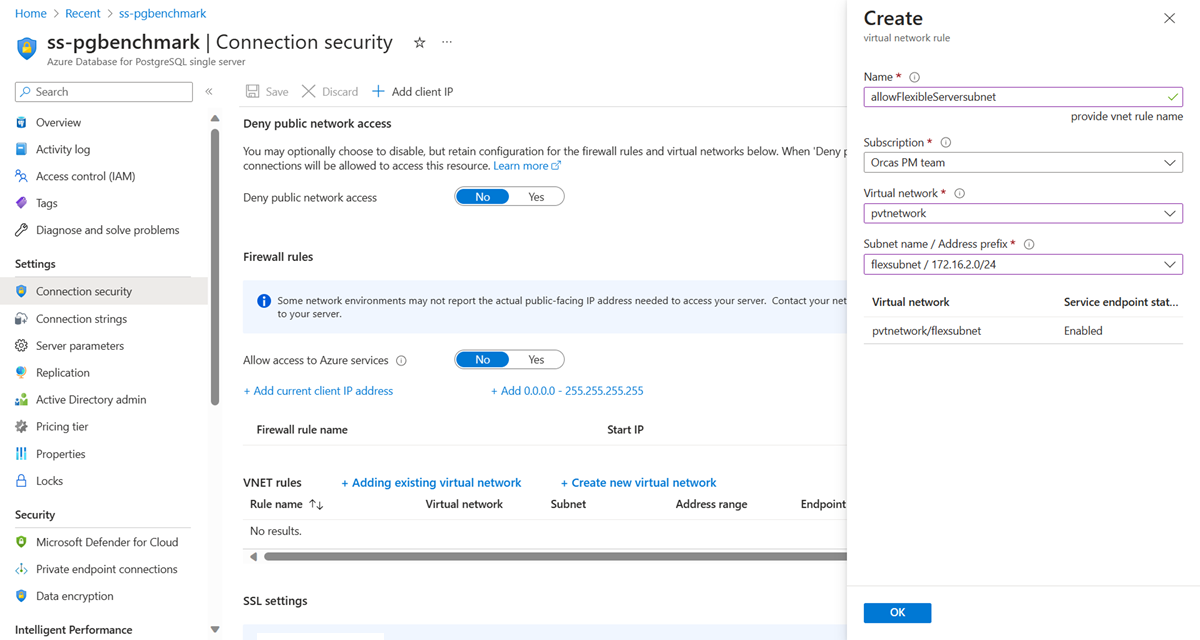 Home > Recent > ss-pgbenchmark
ss-pgbenchmark | Connection security
Azure Database for PostgreSQL single server
Search
Overview
Activity log
Access control (IAM)
Tags
Diagnose and solve problems
Settings
Connection security
Connection strings
Server parameters
Replication
Active Directory admin
Pricing tier
Properties
Locks
Security
Microsoft Defender for Cloud
Private endpoint connections
Data encryption
Intelligent Performance
Save Discard + Add client IP
Deny public network access
You may optionally choose to disable, but retain configuration for the firewall rules and virtual networks below. When 'Deny p
connections will be allowed to access this resource. Learn more
Deny public network access No Yes
Firewall rules
Some network environments may not report the actual public-facing IP address needed to access your server. Contact your net
to your server.
Allow access to Azure services No Yes
+ Add current client IP address + Add 0.0.0.0 - 255.255.255.255
Firewall rule name Start IP
VNET rules + Adding existing virtual network + Create new virtual network
Rule name Virtual network Subnet Address range Endpoint
No results.
SSL settings
Create
virtual network rule
Name *
allowFlexibleServersubnet
provide vnet rule name
Subscription *
Orcas PM team
Virtual network *
pvtnetwork
Subnet name / Address prefix *
flexsubnet / 172.16.2.0/24
Virtual network Service endpoint stat...
pvtnetwork/flexsubnet Enabled
OK